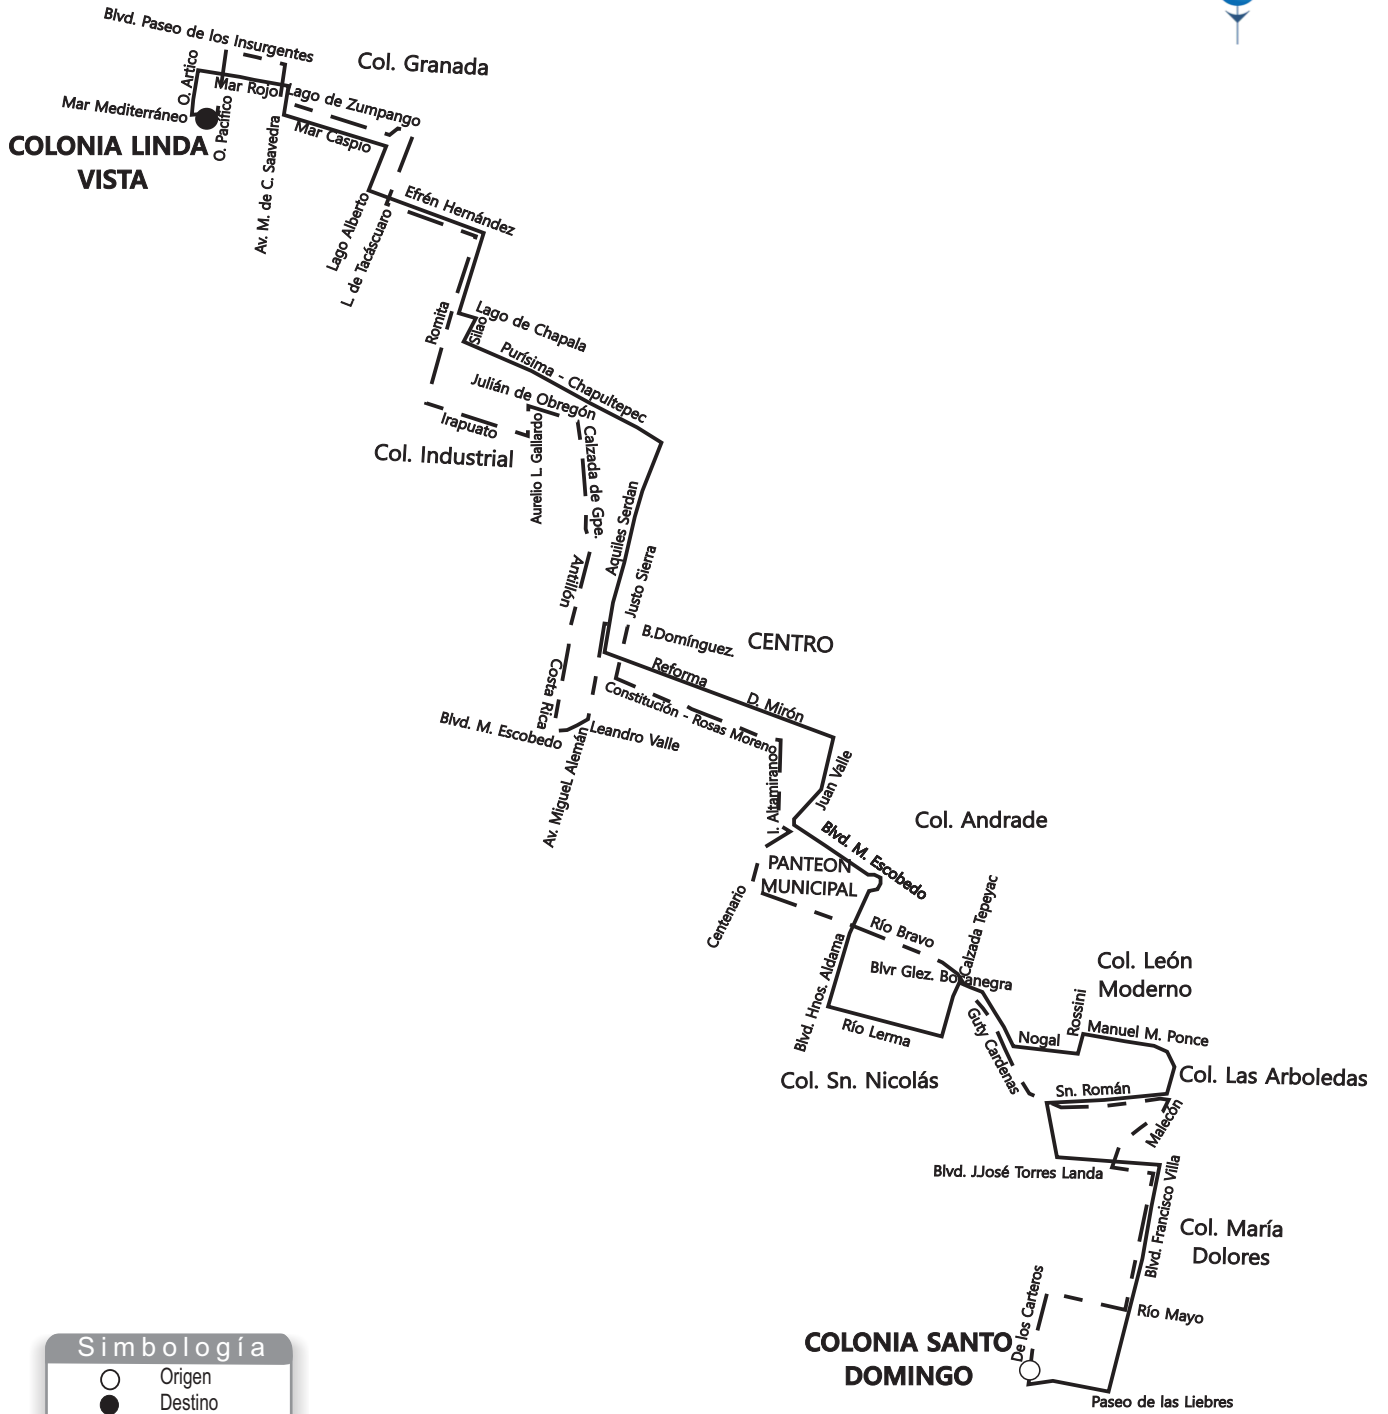 Blvd. Paseo de los Insurgentes
Col. Granada
O. Artico
Mar Rojo
Lago de Zumpango
Mar Mediterráneo
O. Pacífico
Mar Caspio
COLONIA LINDA
VISTA
Av. M. de C. Saavedra
Efrén Hernández
Lago Alberto
L. de Tacáscuaro
Romita
Silao
Lago de Chapala
Purísima - Chapultepec
Julián de Obregón
Irapuato
Col. Industrial
Aurelio L. Gallardo
Calzada de Gpe.
Aquiles Serdan
Antillón
Justo Sierra
B.Domínguez.
CENTRO
Reforma
D. Mirón
Costa Rica
Constitución - Rosas Moreno
Blvd. M. Escobedo
Leandro Valle
Av. Miguel. Alemán
I. Altamirano
Juan Valle
Col. Andrade
Blvd. M. Escobedo
PANTEON
MUNICIPAL
Centenario
Calzada Tepeyac
Río Bravo
Blvd. Hnos. Aldama
Blvr Glez. Bocanegra
Col. León
Moderno
Río Lerma
Guty Cardenas
Nogal
Rossini
Manuel M. Ponce
Col. Sn. Nicolás
Col. Las Arboledas
Sn. Román
Malecón
Blvd. J.José Torres Landa
Blvd. Francisco Villa
Col. María
Dolores
De los Carteros
Río Mayo
COLONIA SANTO
DOMINGO
Paseo de las Liebres
Simbología
Origen
Destino